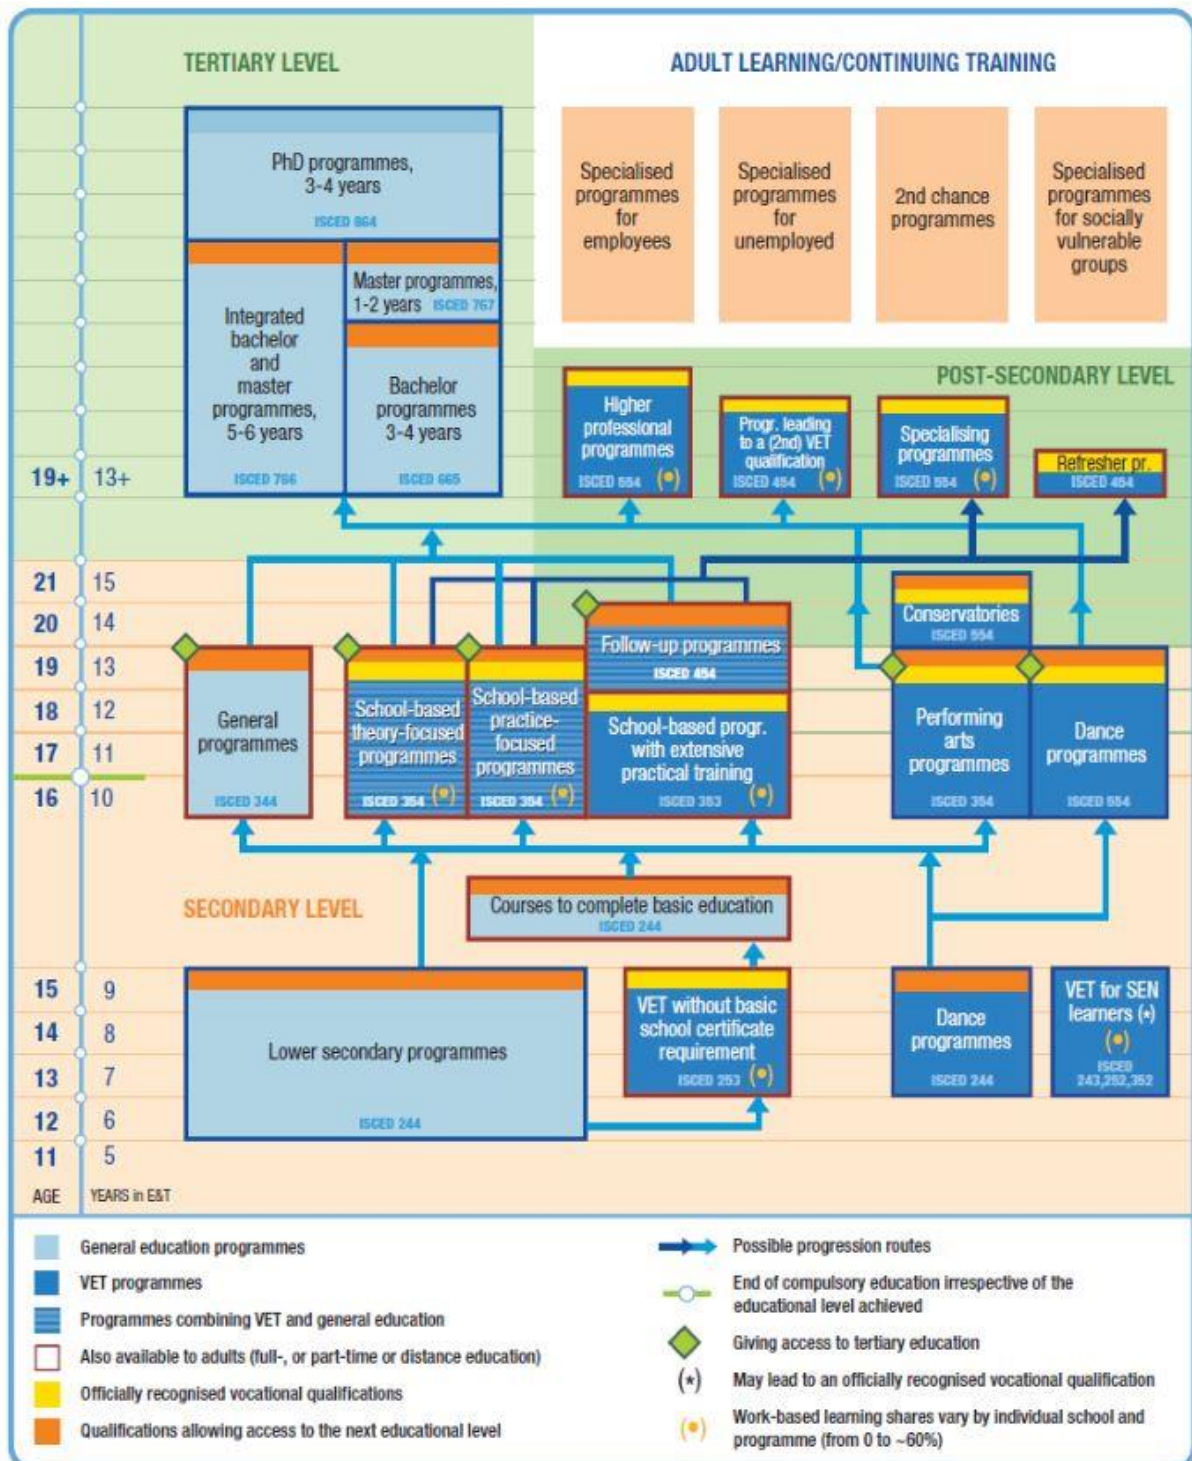 TERTIARY LEVEL
ADULT LEARNING/CONTINUING TRAINING
PhD programmes,
3-4 years
ISCED 864
Specialised
programmes
for
employees
Specialised
programmes
for
unemployed
2nd chance
programmes
Specialised
programmes
for socially
vulnerable
groups
Integrated
bachelor
and
master
programmes,
5-6 years
ISCED 766
Master programmes,
1-2 years ISCED 767
Bachelor
programmes
3-4 years
ISCED 665
POST-SECONDARY LEVEL
Higher
professional
programmes
ISCED 554
Progr. leading
to a (2nd) VET
qualification
ISCED 454
Specialising
programmes
ISCED 554
Refresher pr.
ISCED 454
19+ 13+
21 15
20 14
19 13
18 12
17 11
16 10
General
programmes
ISCED 344
School-based
theory-focused
programmes
ISCED 354
School-based
practice-
focused
programmes
ISCED 354
Follow-up programmes
ISCED 454
School-based progr.
with extensive
practical training
ISCED 353
Conservatories
ISCED 554
Performing
arts
programmes
ISCED 354
Dance
programmes
ISCED 554
SECONDARY LEVEL
Courses to complete basic education
ISCED 244
15 9
14 8
13 7
12 6
11 5
AGE YEARS in E&T
Lower secondary programmes
ISCED 244
VET without basic
school certificate
requirement
ISCED 253
Dance
programmes
ISCED 244
VET for SEN
learners (*)
ISCED
243,252,352
General education programmes
VET programmes
Programmes combining VET and general education
Also available to adults (full-, or part-time or distance education)
Officially recognised vocational qualifications
Qualifications allowing access to the next educational level
Possible progression routes
End of compulsory education irrespective of the
educational level achieved
Giving access to tertiary education
(*) May lead to an officially recognised vocational qualification
Work-based learning shares vary by individual school and
programme (from 0 to ~60%)